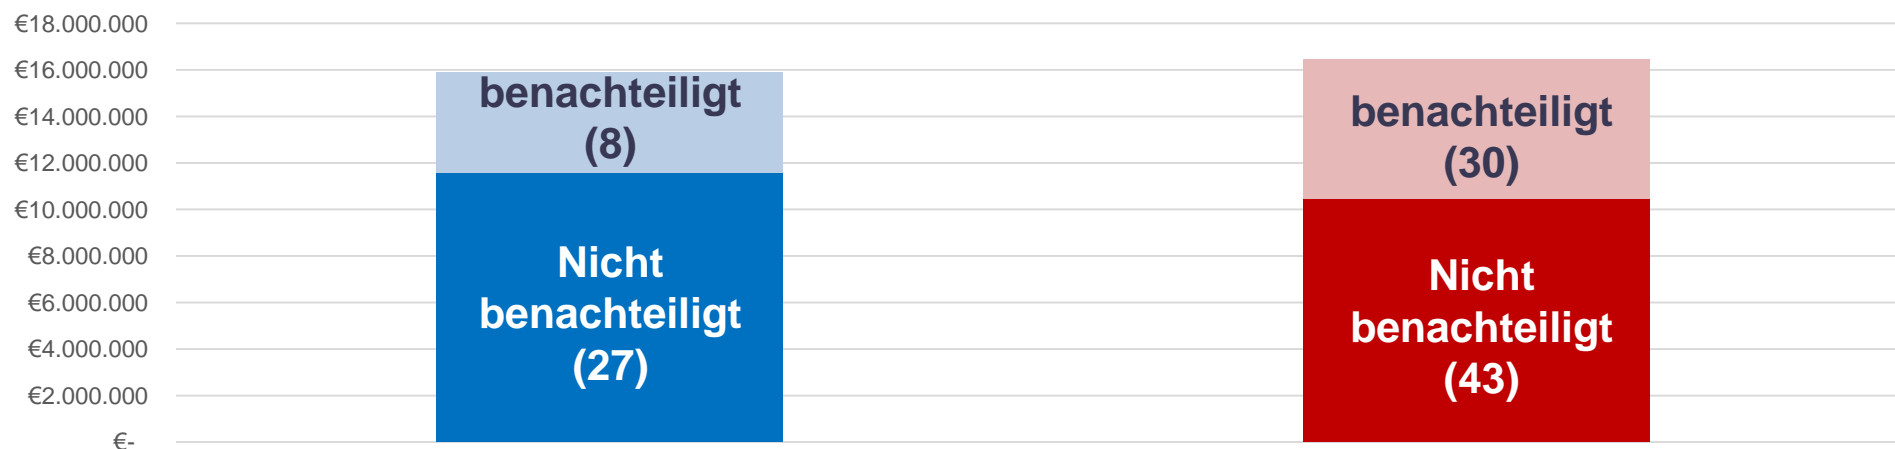 €18.000.000
€16.000.000
€14.000.000
€12.000.000
€10.000.000
€8.000.000
€6.000.000
€4.000.000
€2.000.000
€-
benachteiligt
(8)
Nicht
benachteiligt
(27)
benachteiligt
(30)
Nicht
benachteiligt
(43)